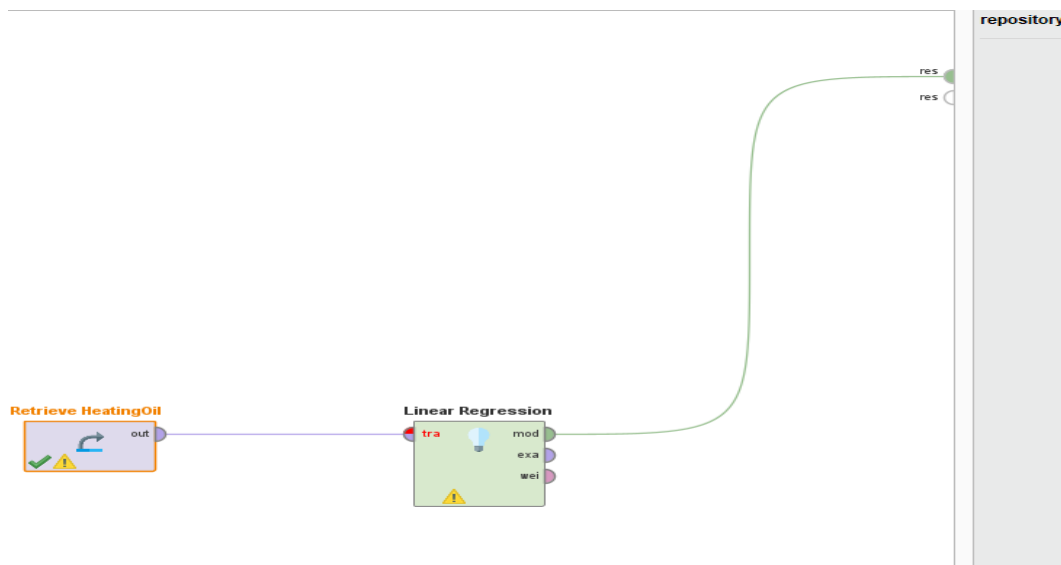 repository
res
res
Retrieve HeatingOil
out
Linear Regression
tra
mod
exa
wei